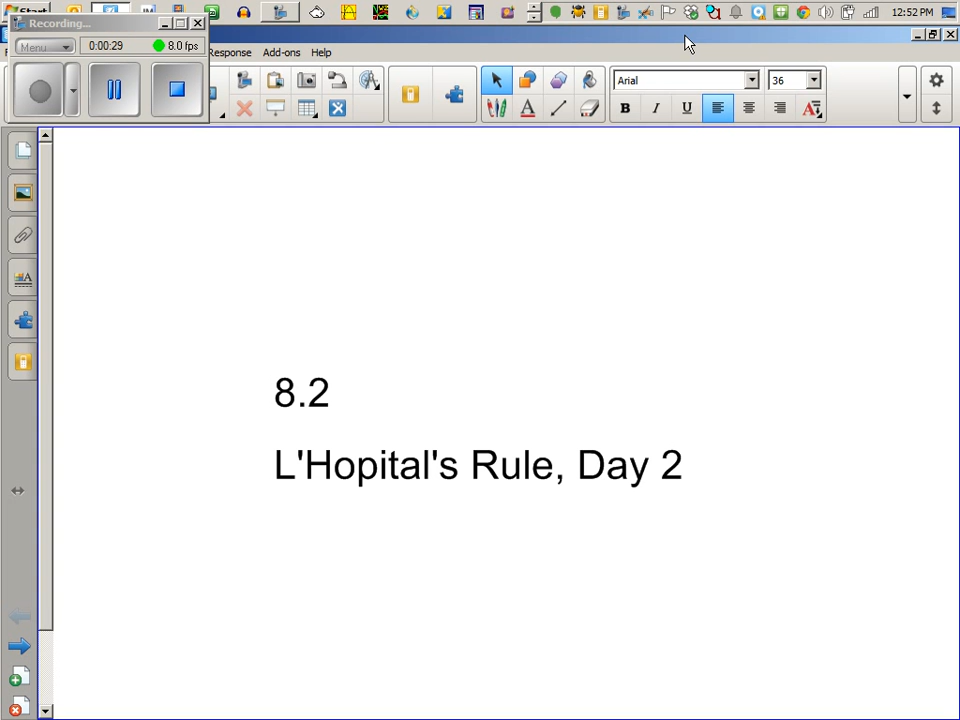 Start
12:52 PM
Recording...
Menu
0:00:29
8.0 fps
Response Add-ons Help
Arial
36
B I U A
8.2
L'Hopital's Rule, Day 2